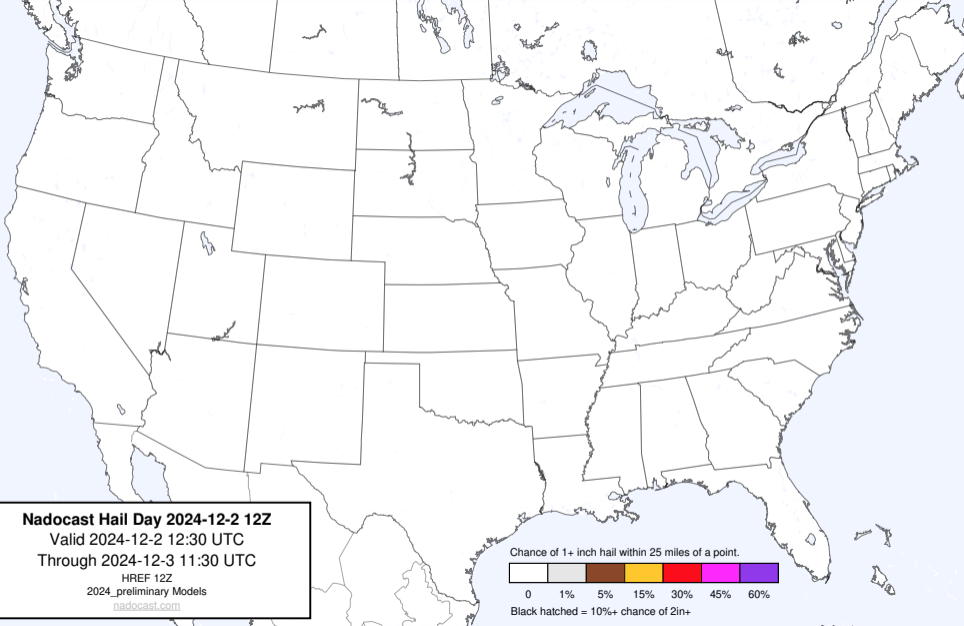 Nadocast Hail Day 2024-12-2 12Z
Valid 2024-12-2 12:30 UTC
Through 2024-12-3 11:30 UTC
HREF 12Z
2024_preliminary Models
nadocast.com
Chance of 1+ inch hail within 25 miles of a point.
0 1% 5% 15% 30% 45% 60%
Black hatched = 10%+ chance of 2in+